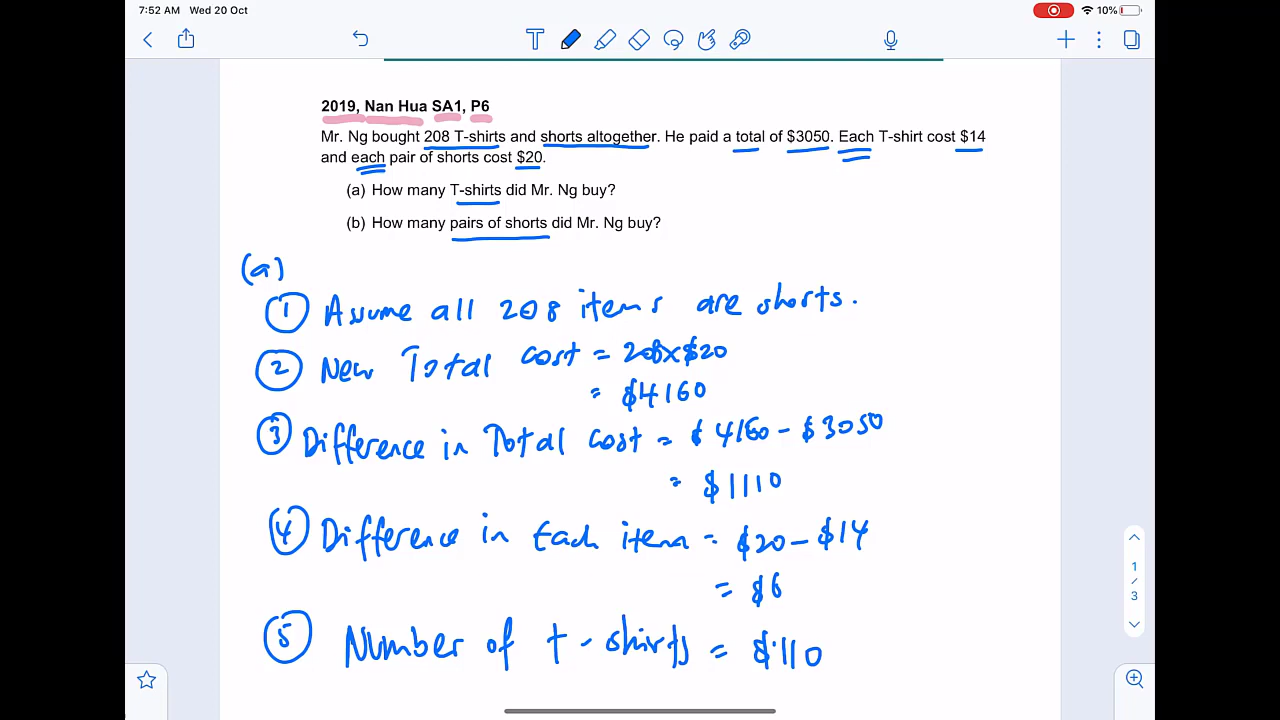 7:52 AM Wed 20 Oct
10%
T
2019, Nan Hua SA1, P6
Mr. Ng bought 208 T-shirts and shorts altogether. He paid a total of $3050. Each T-shirt cost $14
and each pair of shorts cost $20.
(a) How many T-shirts did Mr. Ng buy?
(b) How many pairs of shorts did Mr. Ng buy?
(a)
1 Assume all 208 items are shorts.
2 New Total cost = 208x$20
= $4160
3 Difference in Total cost = $4160 - $3050
= $1110
4 Difference in Each item = $20 - $14
= $6
5 Number of t-shirts = $110
1
/
3